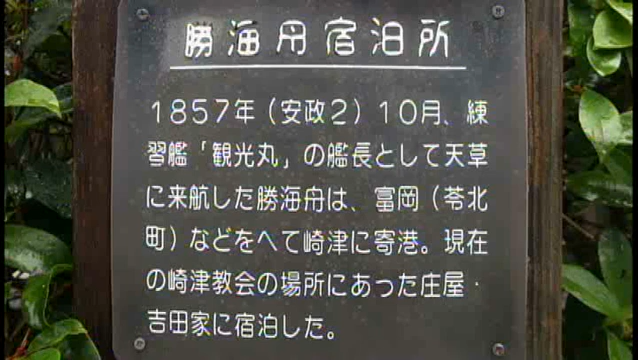 勝海舟宿泊所
1857年（安政2）10月、練
習艦「観光丸」の艦長として天草
に来航した勝海舟は、富岡（苓北
町）などをへて崎津に寄港。現在
の崎津教会の場所にあった庄屋・
吉田家に宿泊した。